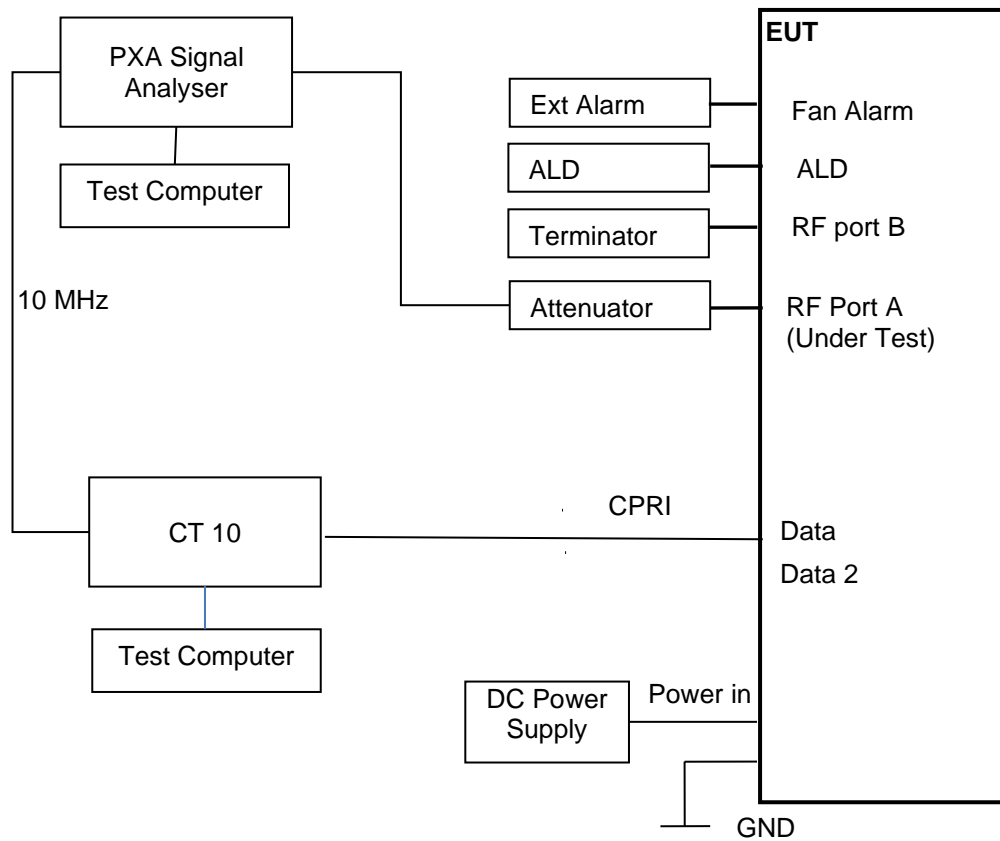 EUT
PXA Signal
Analyser
Ext Alarm
Fan Alarm
Test Computer
ALD
ALD
Terminator
RF port B
10 MHz
Attenuator
RF Port A
(Under Test)
CT 10
CPRI
Data
Data 2
Test Computer
DC Power
Supply
Power in
GND